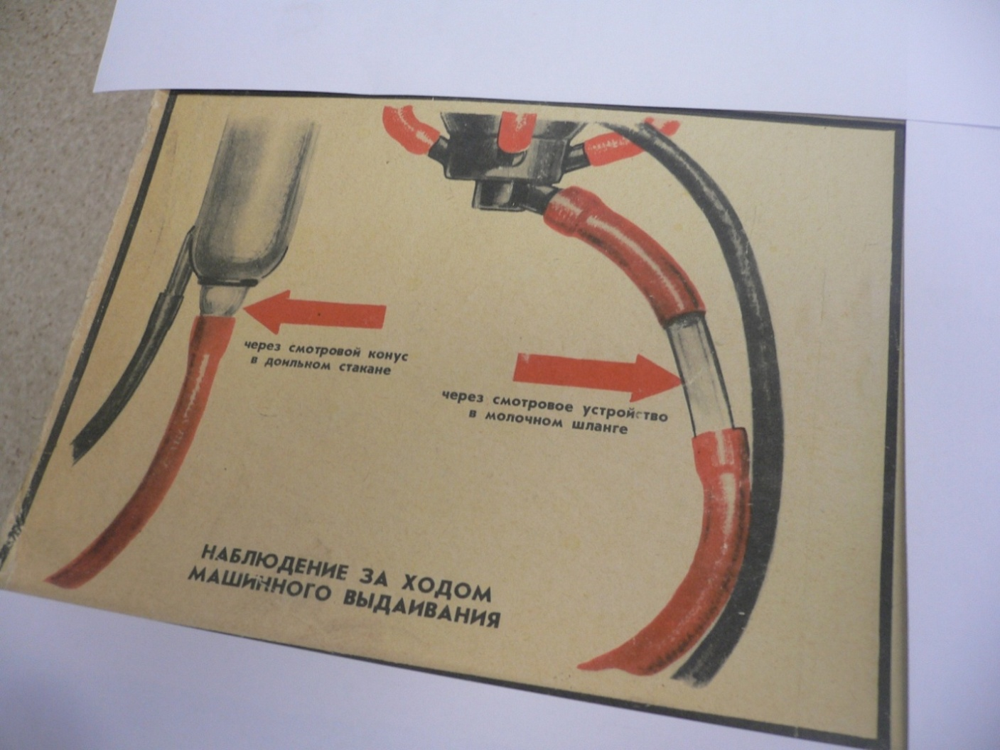 через смотровой конус
в доильном стакане
через смотровое устройство
в молочном шланге
НАБЛЮДЕНИЕ ЗА ХОДОМ
МАШИННОГО ВЫДАИВАНИЯ